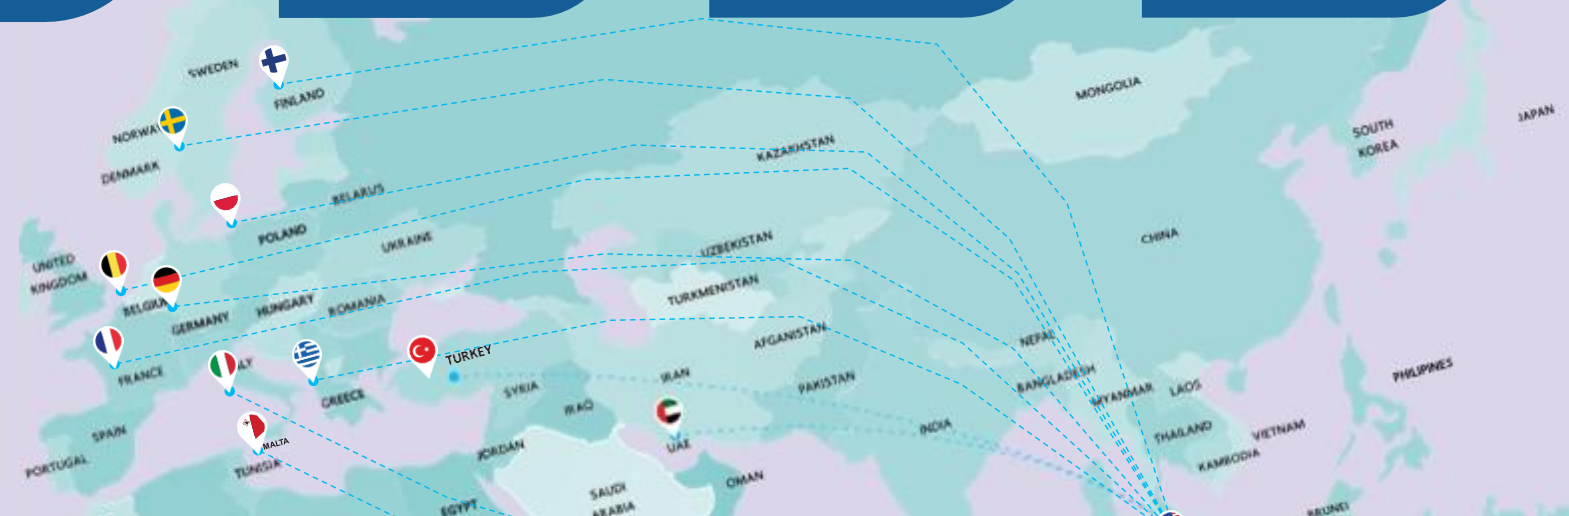 SWEDEN
FINLAND
NORWA
DENMARK
JAPAN
MONGOLIA
SOUTH
KOREA
KAZAKHSTAN
BELARUS
POLAND
UKRAINE
UZBEKISTAN
CHINA
UNITED
KINGDOM
BELGIUM
GERMANY
HUNGARY
ROMANIA
TURKMENISTAN
AFGANISTAN
NEPAL
FRANCE
LY
GREECE
TURKEY
SYRIA
IRAQ
IRAN
PAKISTAN
BANGLADESH
MYANMAR
LAOS
PHILIPINES
SPAIN
PORTUGAL
MALTA
TUNISIA
JORDAN
UAE
INDIA
THAILAND
VIETNAM
KAMBODIA
EGYPT
SAUDI
ARABIA
OMAN
BRUNEI